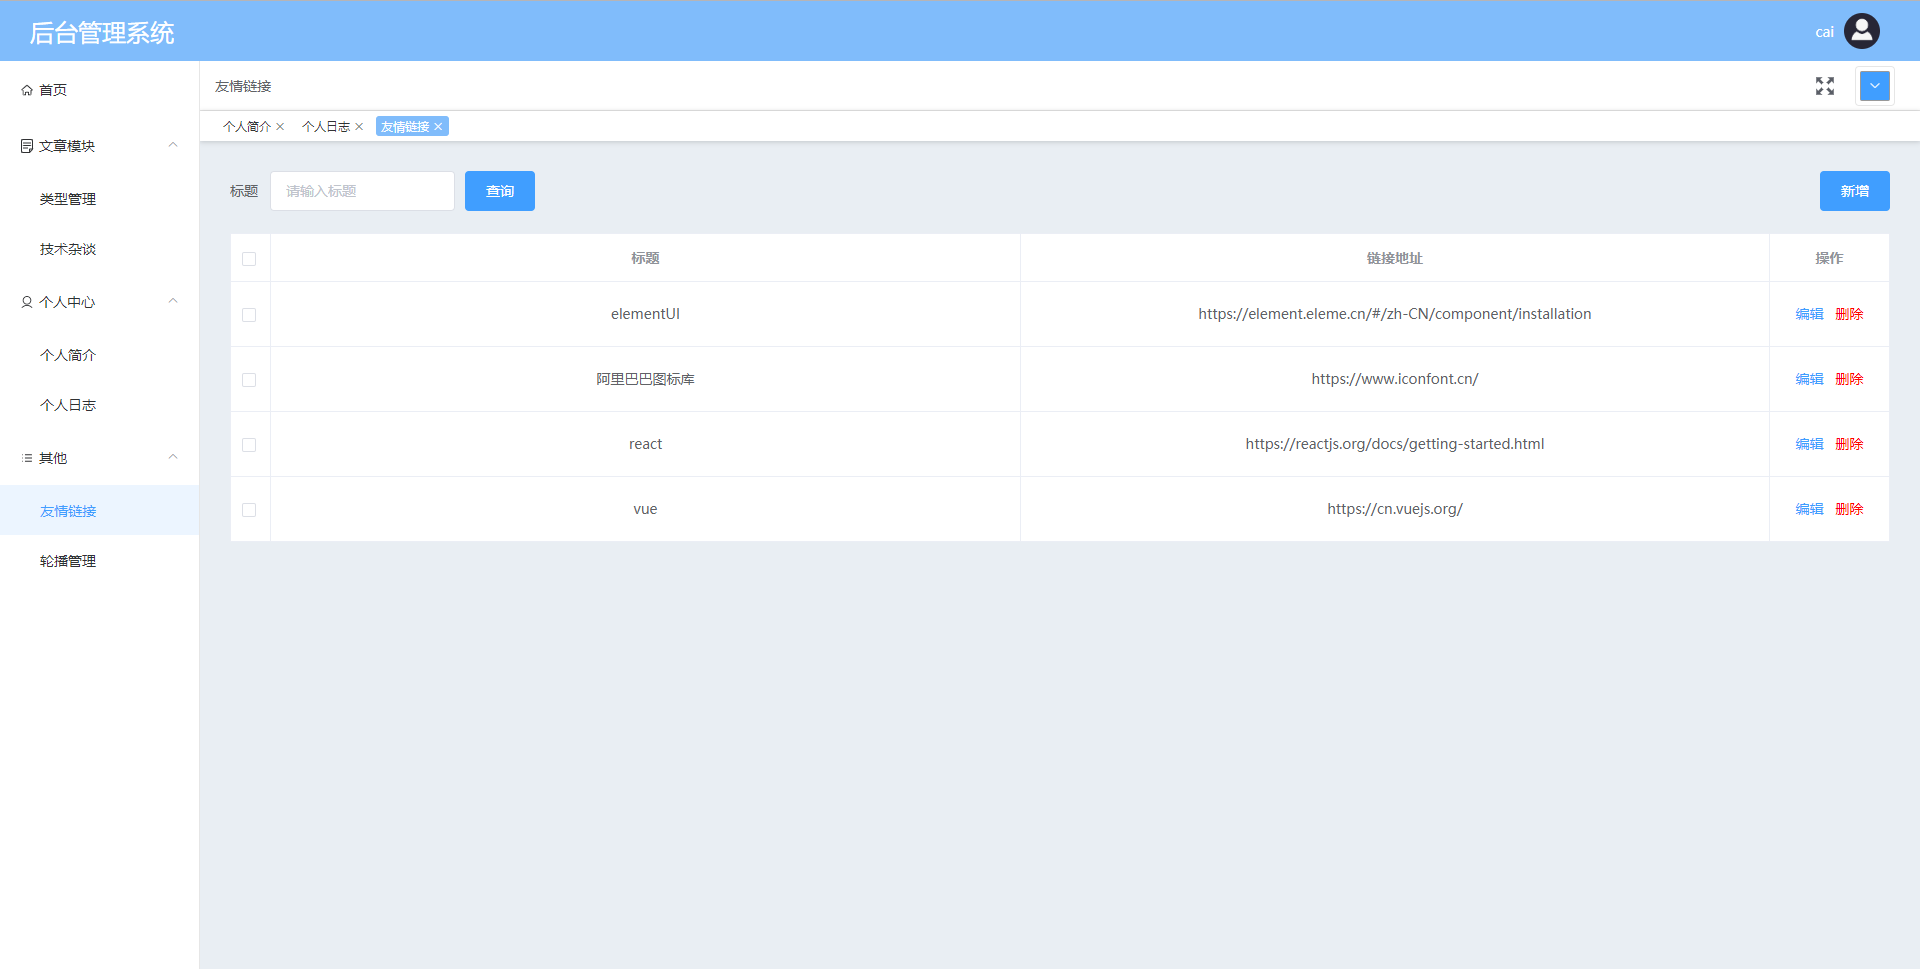 后台管理系统
cai
首页
文章模块
类型管理
技术杂谈
个人中心
个人简介
个人日志
其他
友情链接
轮播管理
友情链接
个人简介 个人日志 友情链接
标题 请输入标题 查询 新增
标题 链接地址 操作
elementUI https://element.eleme.cn/#/zh-CN/component/installation 编辑 删除
阿里巴巴图标库 https://www.iconfont.cn/ 编辑 删除
react https://reactjs.org/docs/getting-started.html 编辑 删除
vue https://cn.vuejs.org/ 编辑 删除